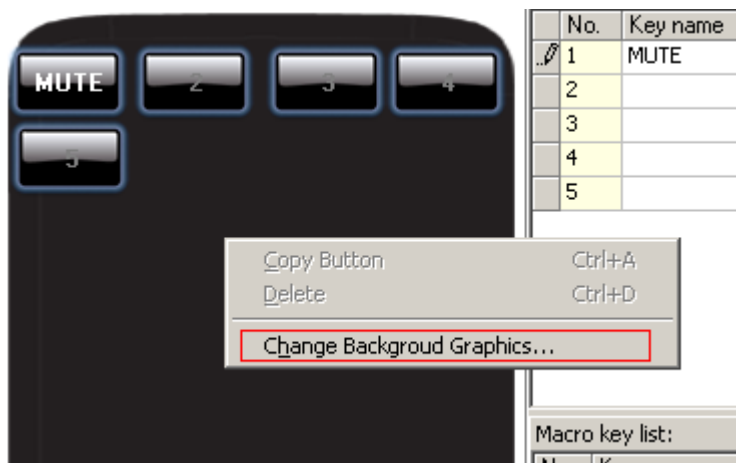 No. Key name
MUTE 2 3 4
1 MUTE
2
3
4
5
5
Copy Button Ctrl+A
Delete Ctrl+D
Change Backgroud Graphics...
Macro key list: